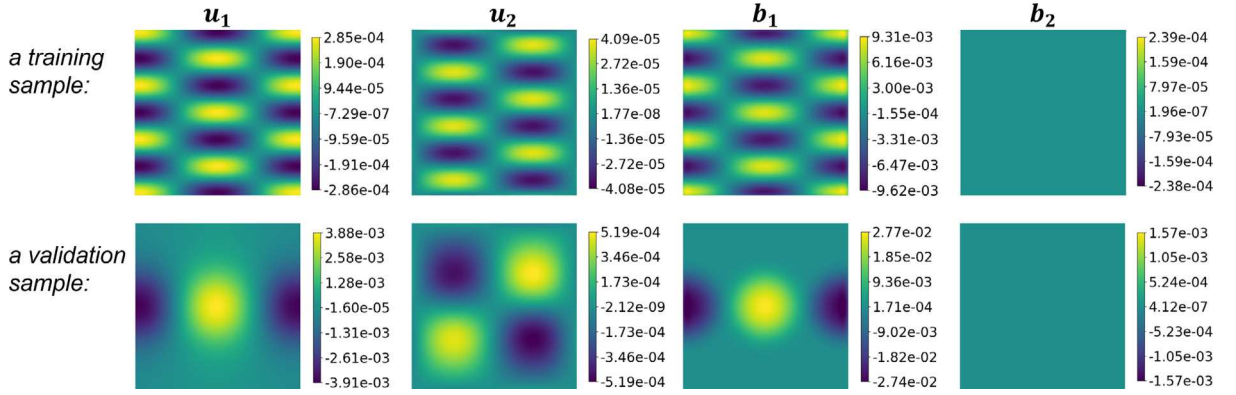 u₁ u₂ b₁ b₂
a training
sample:
2.85e-04
1.90e-04
9.44e-05
-7.29e-07
-9.59e-05
-1.91e-04
-2.86e-04
4.09e-05
2.72e-05
1.36e-05
1.77e-08
-1.36e-05
-2.72e-05
-4.08e-05
9.31e-03
6.16e-03
3.00e-03
-1.55e-04
-3.31e-03
-6.47e-03
-9.62e-03
2.39e-04
1.59e-04
7.97e-05
1.96e-07
-7.93e-05
-1.59e-04
-2.38e-04
a validation
sample:
3.88e-03
2.58e-03
1.28e-03
-1.60e-05
-1.31e-03
-2.61e-03
-3.91e-03
5.19e-04
3.46e-04
1.73e-04
-2.12e-09
-1.73e-04
-3.46e-04
-5.19e-04
2.77e-02
1.85e-02
9.36e-03
1.71e-04
-9.02e-03
-1.82e-02
-2.74e-02
1.57e-03
1.05e-03
5.24e-04
4.12e-07
-5.23e-04
-1.05e-03
-1.57e-03